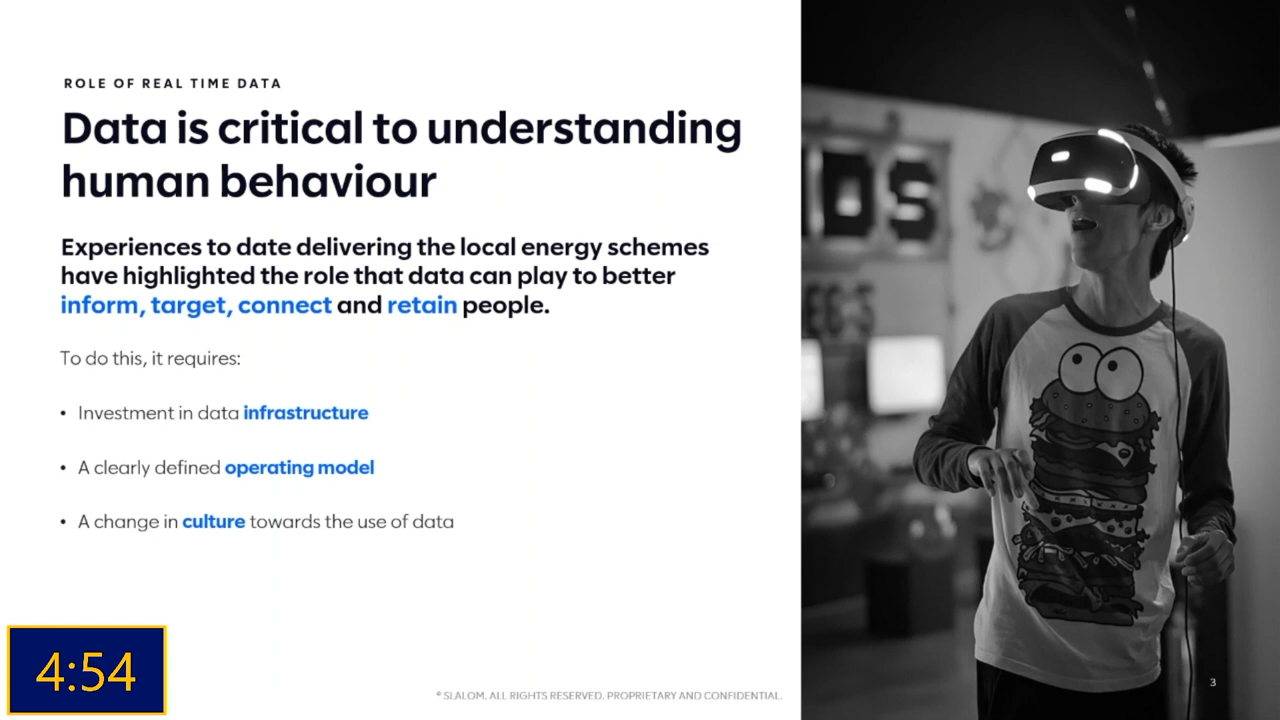 ROLE OF REAL TIME DATA
Data is critical to understanding
human behaviour
Experiences to date delivering the local energy schemes
have highlighted the role that data can play to better
inform, target, connect and retain people.
To do this, it requires:
• Investment in data infrastructure
• A clearly defined operating model
• A change in culture towards the use of data
4:54
© SLALOM. ALL RIGHTS RESERVED. PROPRIETARY AND CONFIDENTIAL.
3